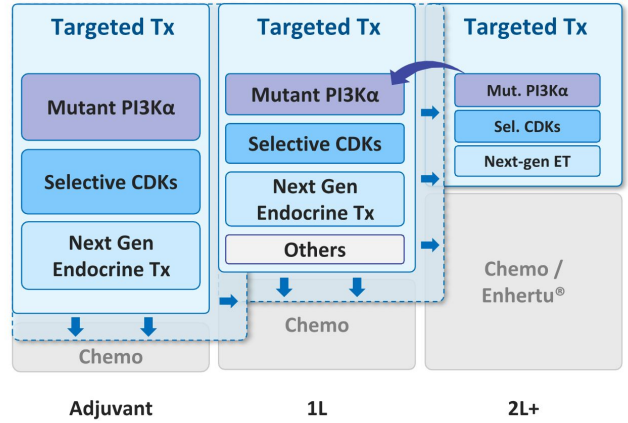 Targeted Tx
Mutant PI3Kα
Selective CDKs
Next Gen
Endocrine Tx
Chemo
Adjuvant
Targeted Tx
Mutant PI3Kα
Selective CDKs
Next Gen
Endocrine Tx
Others
Chemo
1L
Targeted Tx
Mut. PI3Kα
Sel. CDKs
Next-gen ET
Chemo /
Enhertu®
2L+